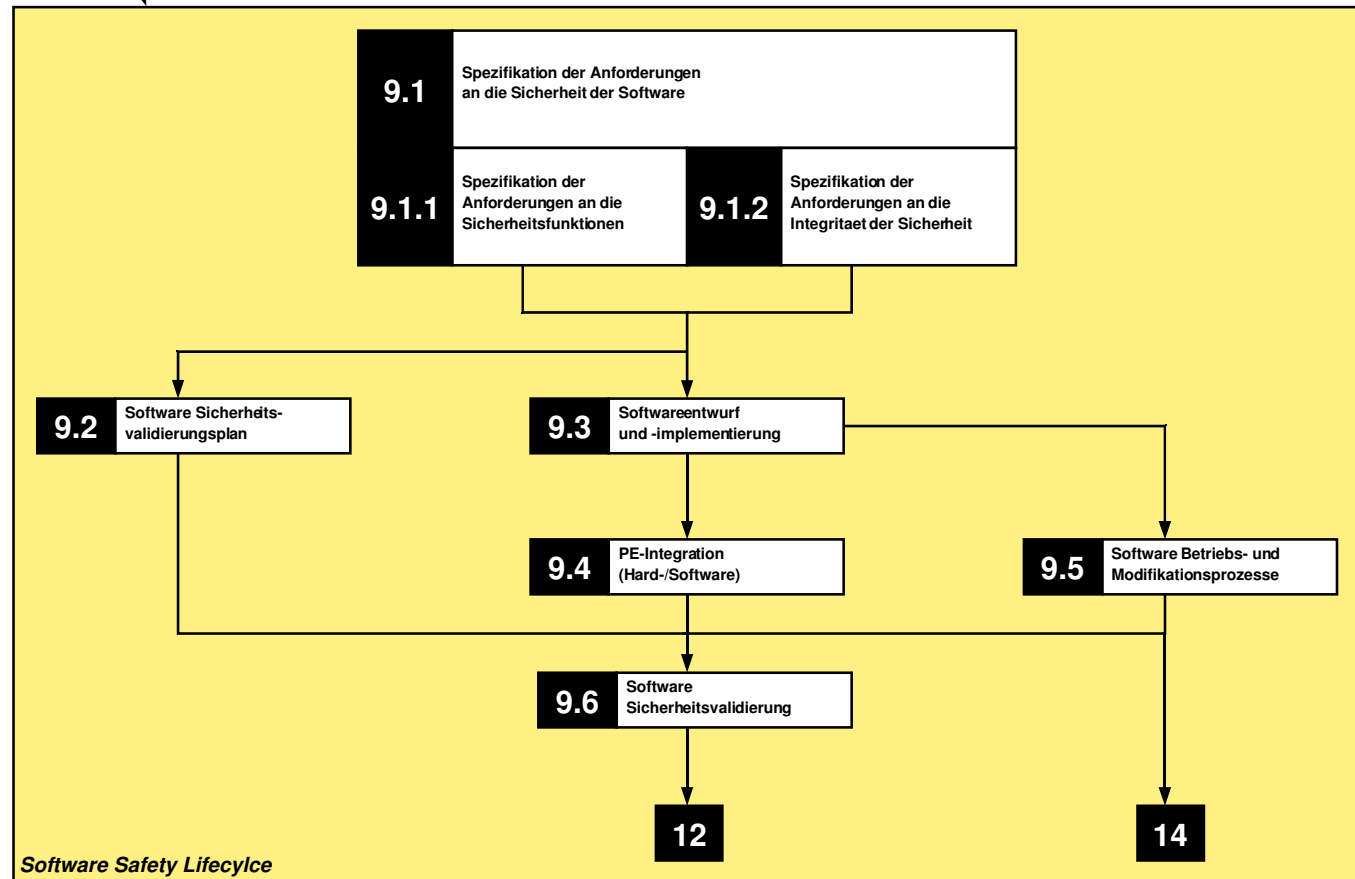 9.1
Spezifikation der Anforderungen
an die Sicherheit der Software
9.1.1
Spezifikation der
Anforderungen an die
Sicherheitsfunktionen
9.1.2
Spezifikation der
Anforderungen an die
Integritaet der Sicherheit
9.2
Software Sicherheits-
validierungsplan
9.3
Softwareentwurf
und -implementierung
9.4
PE-Integration
(Hard-/Software)
9.5
Software Betriebs- und
Modifikationsprozesse
9.6
Software
Sicherheitsvalidierung
12
14
Software Safety Lifecylce